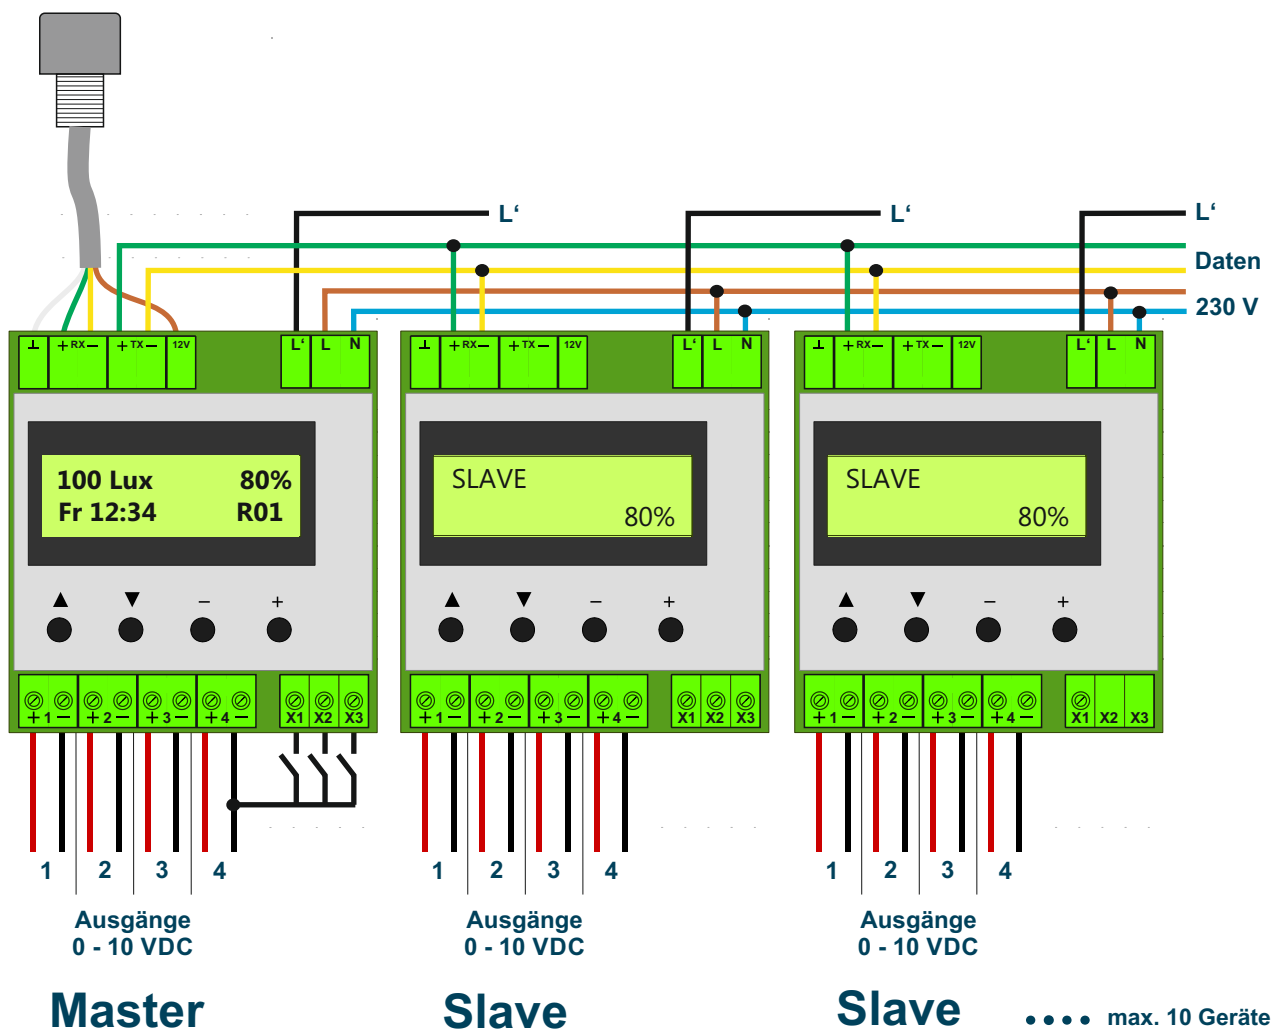 L‘ L‘ L‘
Daten
230 V
⊥ + RX − + TX − 12V L‘ L N
⊥ + RX − + TX − 12V L‘ L N
⊥ + RX − + TX − 12V L‘ L N
100 Lux 80%
Fr 12:34 R01
SLAVE
80%
SLAVE
80%
▲ ▼ − +
▲ ▼ − +
▲ ▼ − +
+ 1 − + 2 − + 3 − + 4 − X1 X2 X3
+ 1 − + 2 − + 3 − + 4 − X1 X2 X3
+ 1 − + 2 − + 3 − + 4 − X1 X2 X3
1 2 3 4
1 2 3 4
1 2 3 4
Ausgänge
0 - 10 VDC
Ausgänge
0 - 10 VDC
Ausgänge
0 - 10 VDC
Master
Slave
Slave
•••• max. 10 Geräte